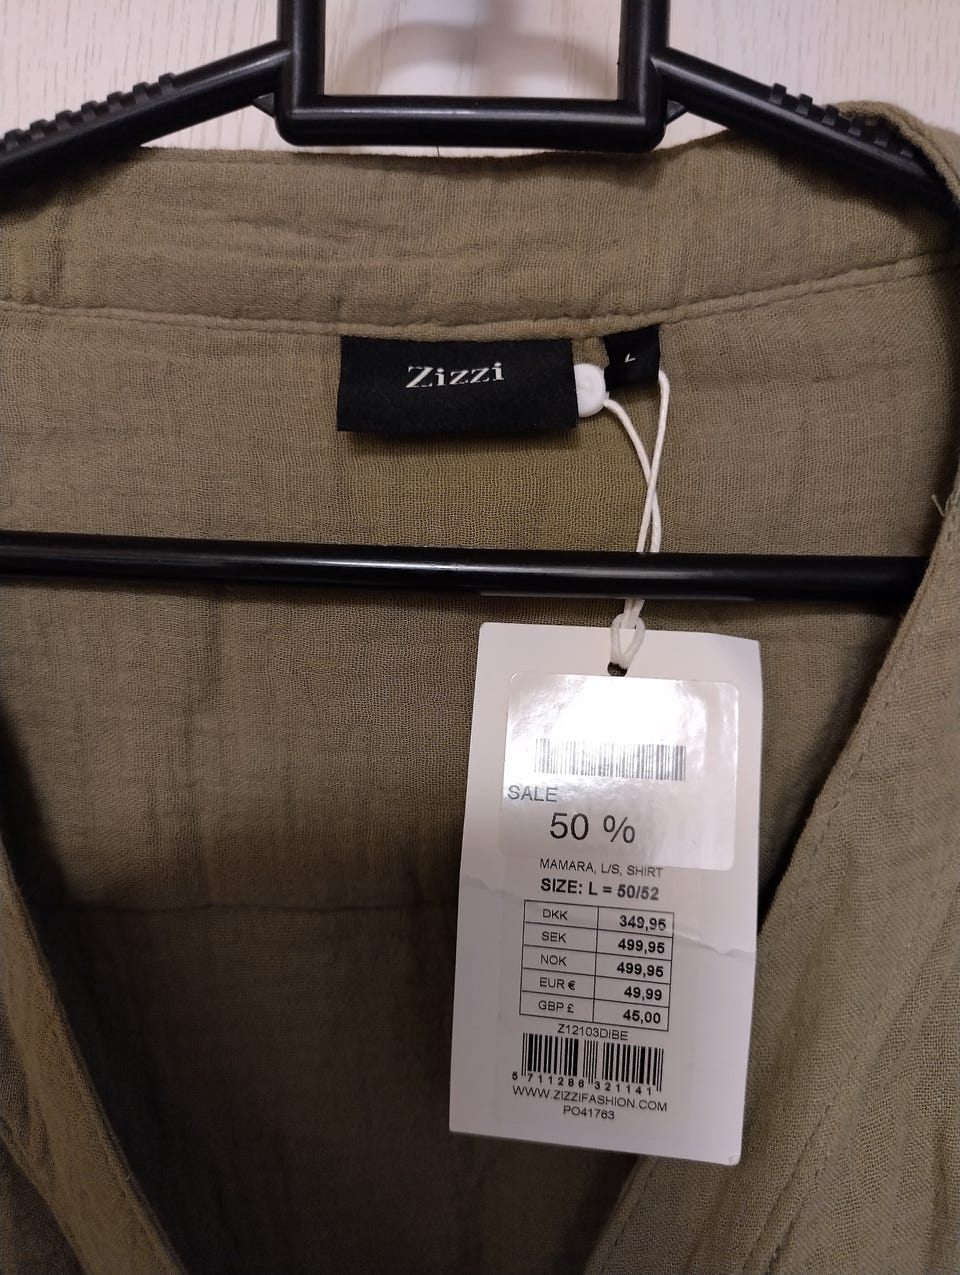 Zizzi
L
SALE
50 %
MAMARA, L/S, SHIRT
SIZE: L = 50/52
DKK 349,95
SEK 499,95
NOK 499,95
EUR € 49,99
GBP £ 45,00
Z12103DIBE
5 711286 321141
WWW.ZIZZIFASHION.COM
PO41763